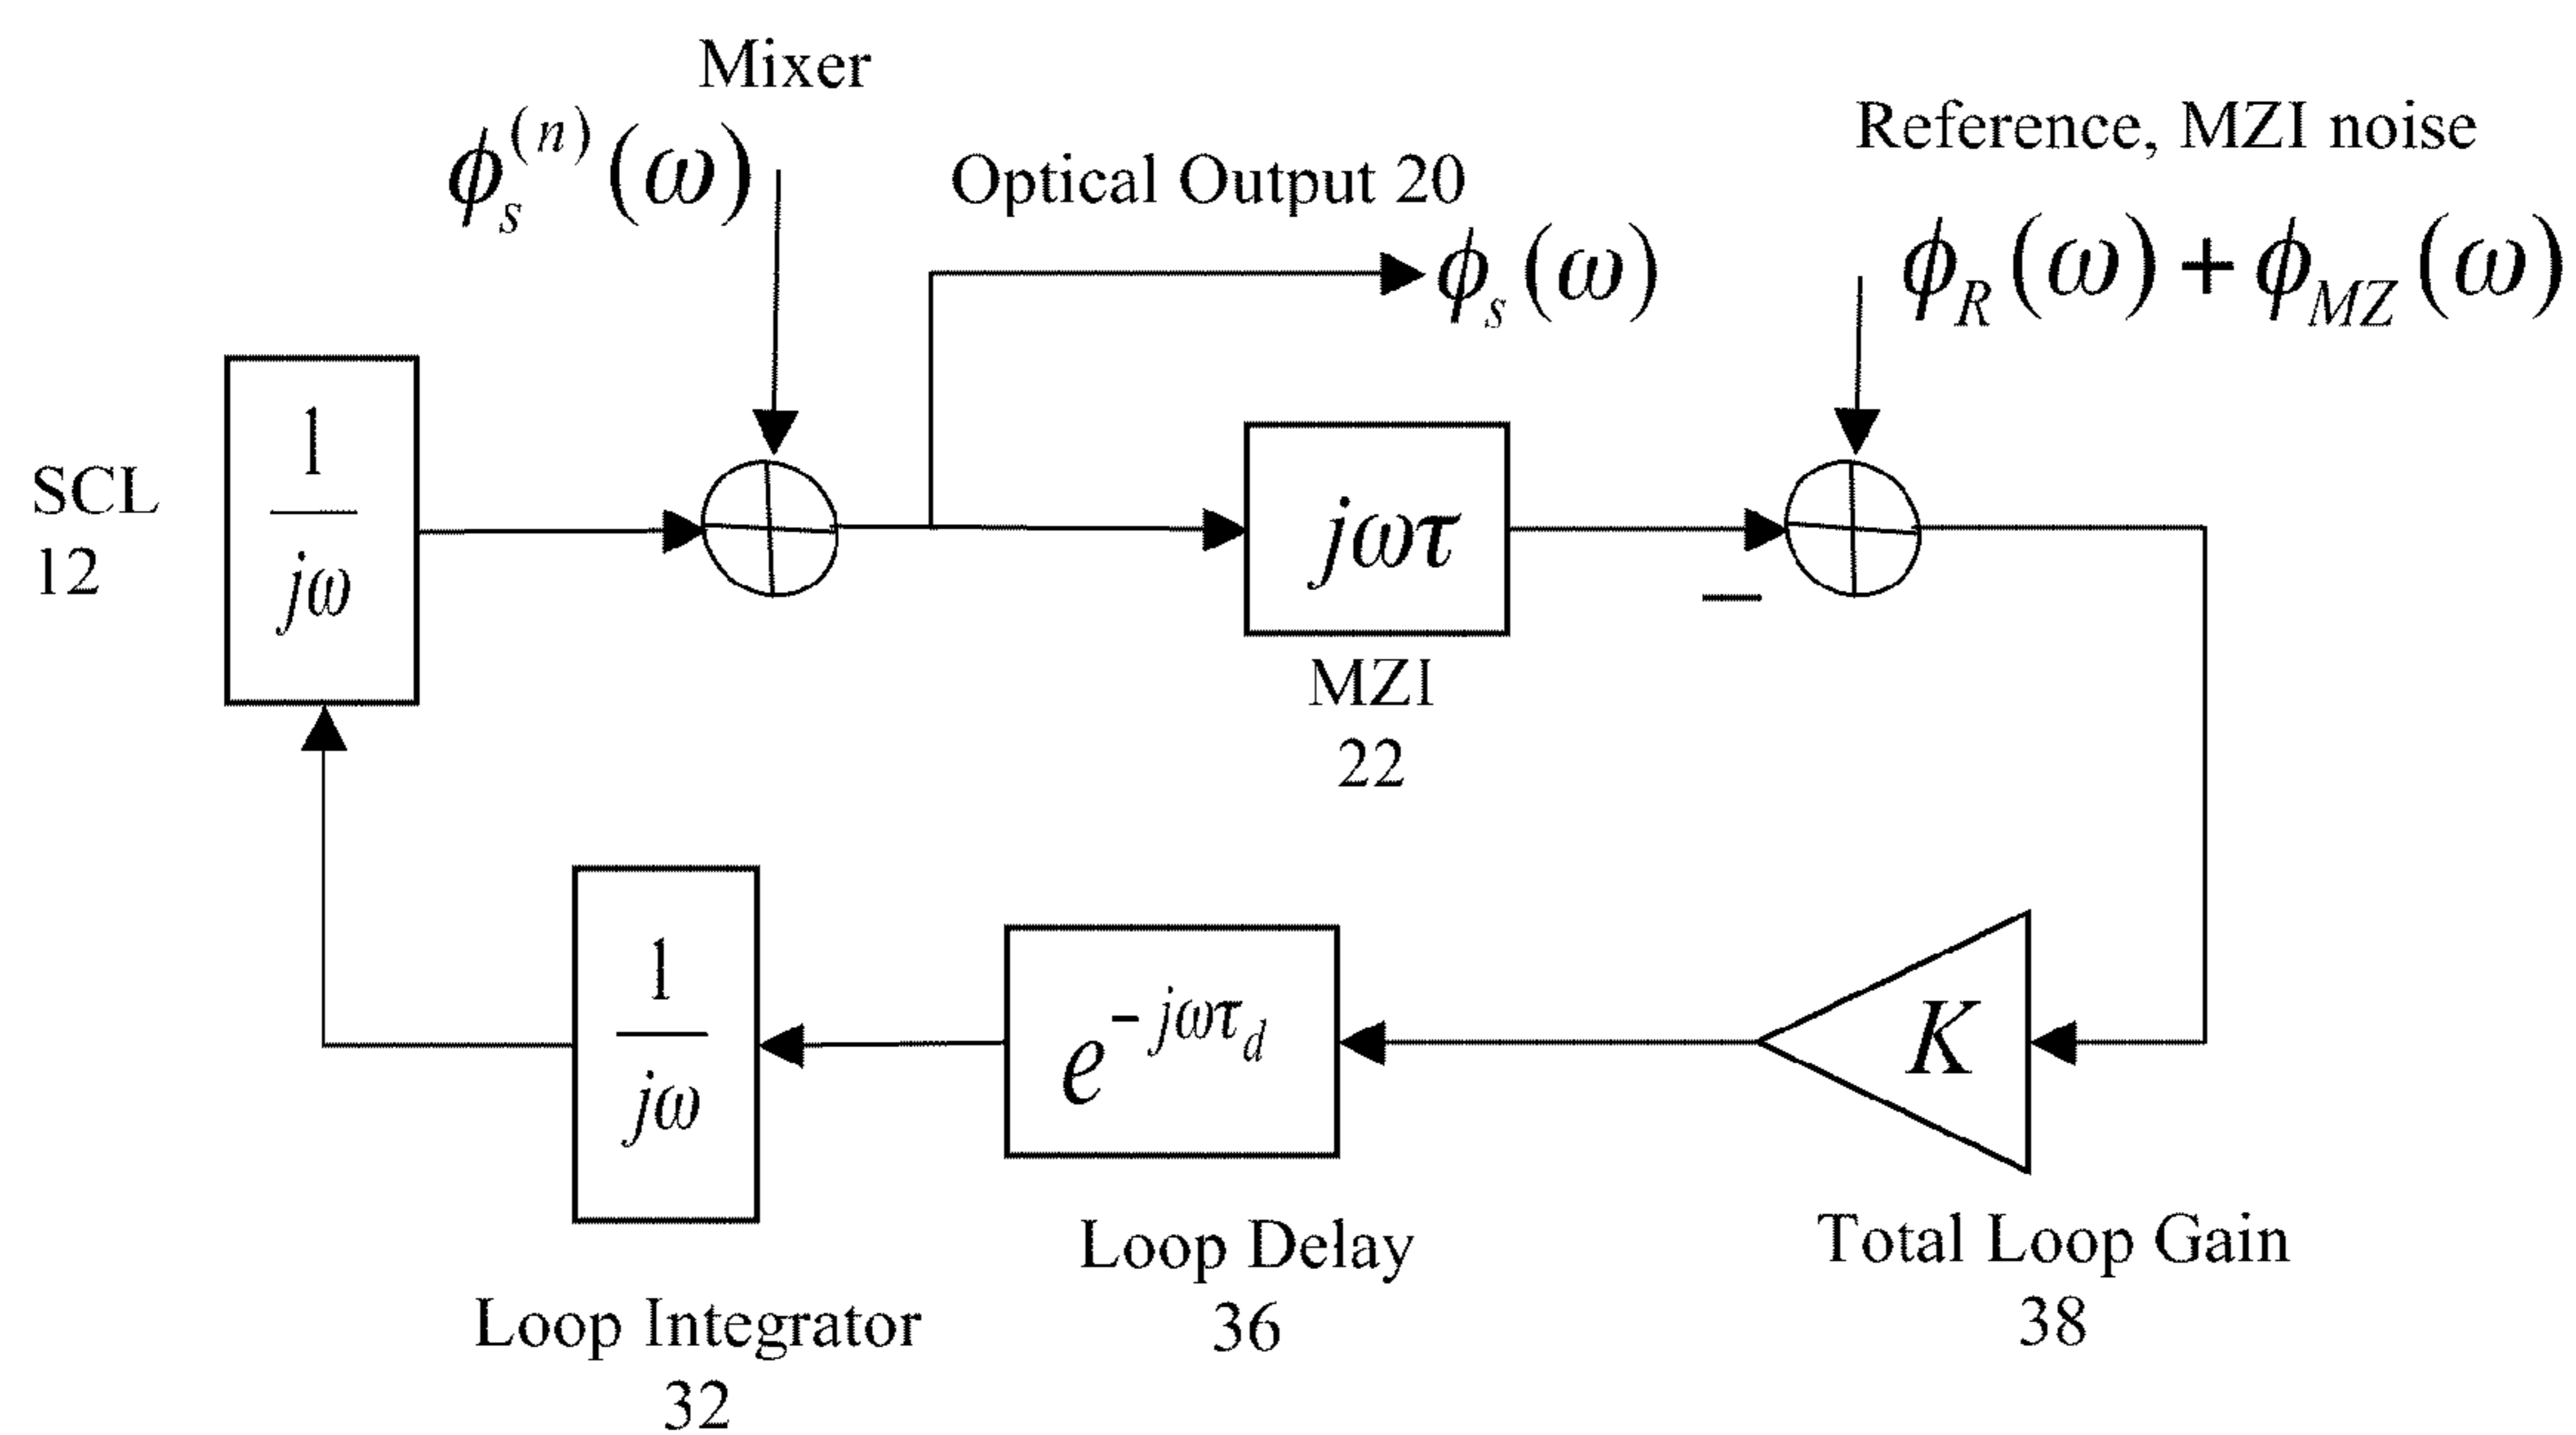 Mixer
ϕ_s^(n)(ω)
Reference, MZI noise
ϕ_R(ω) + ϕ_MZ(ω)
Optical Output 20
ϕ_s(ω)
SCL
12
1
jω
jωτ
MZI
22
−
1
jω
e^−jωτ_d
K
Loop Integrator
32
Loop Delay
36
Total Loop Gain
38